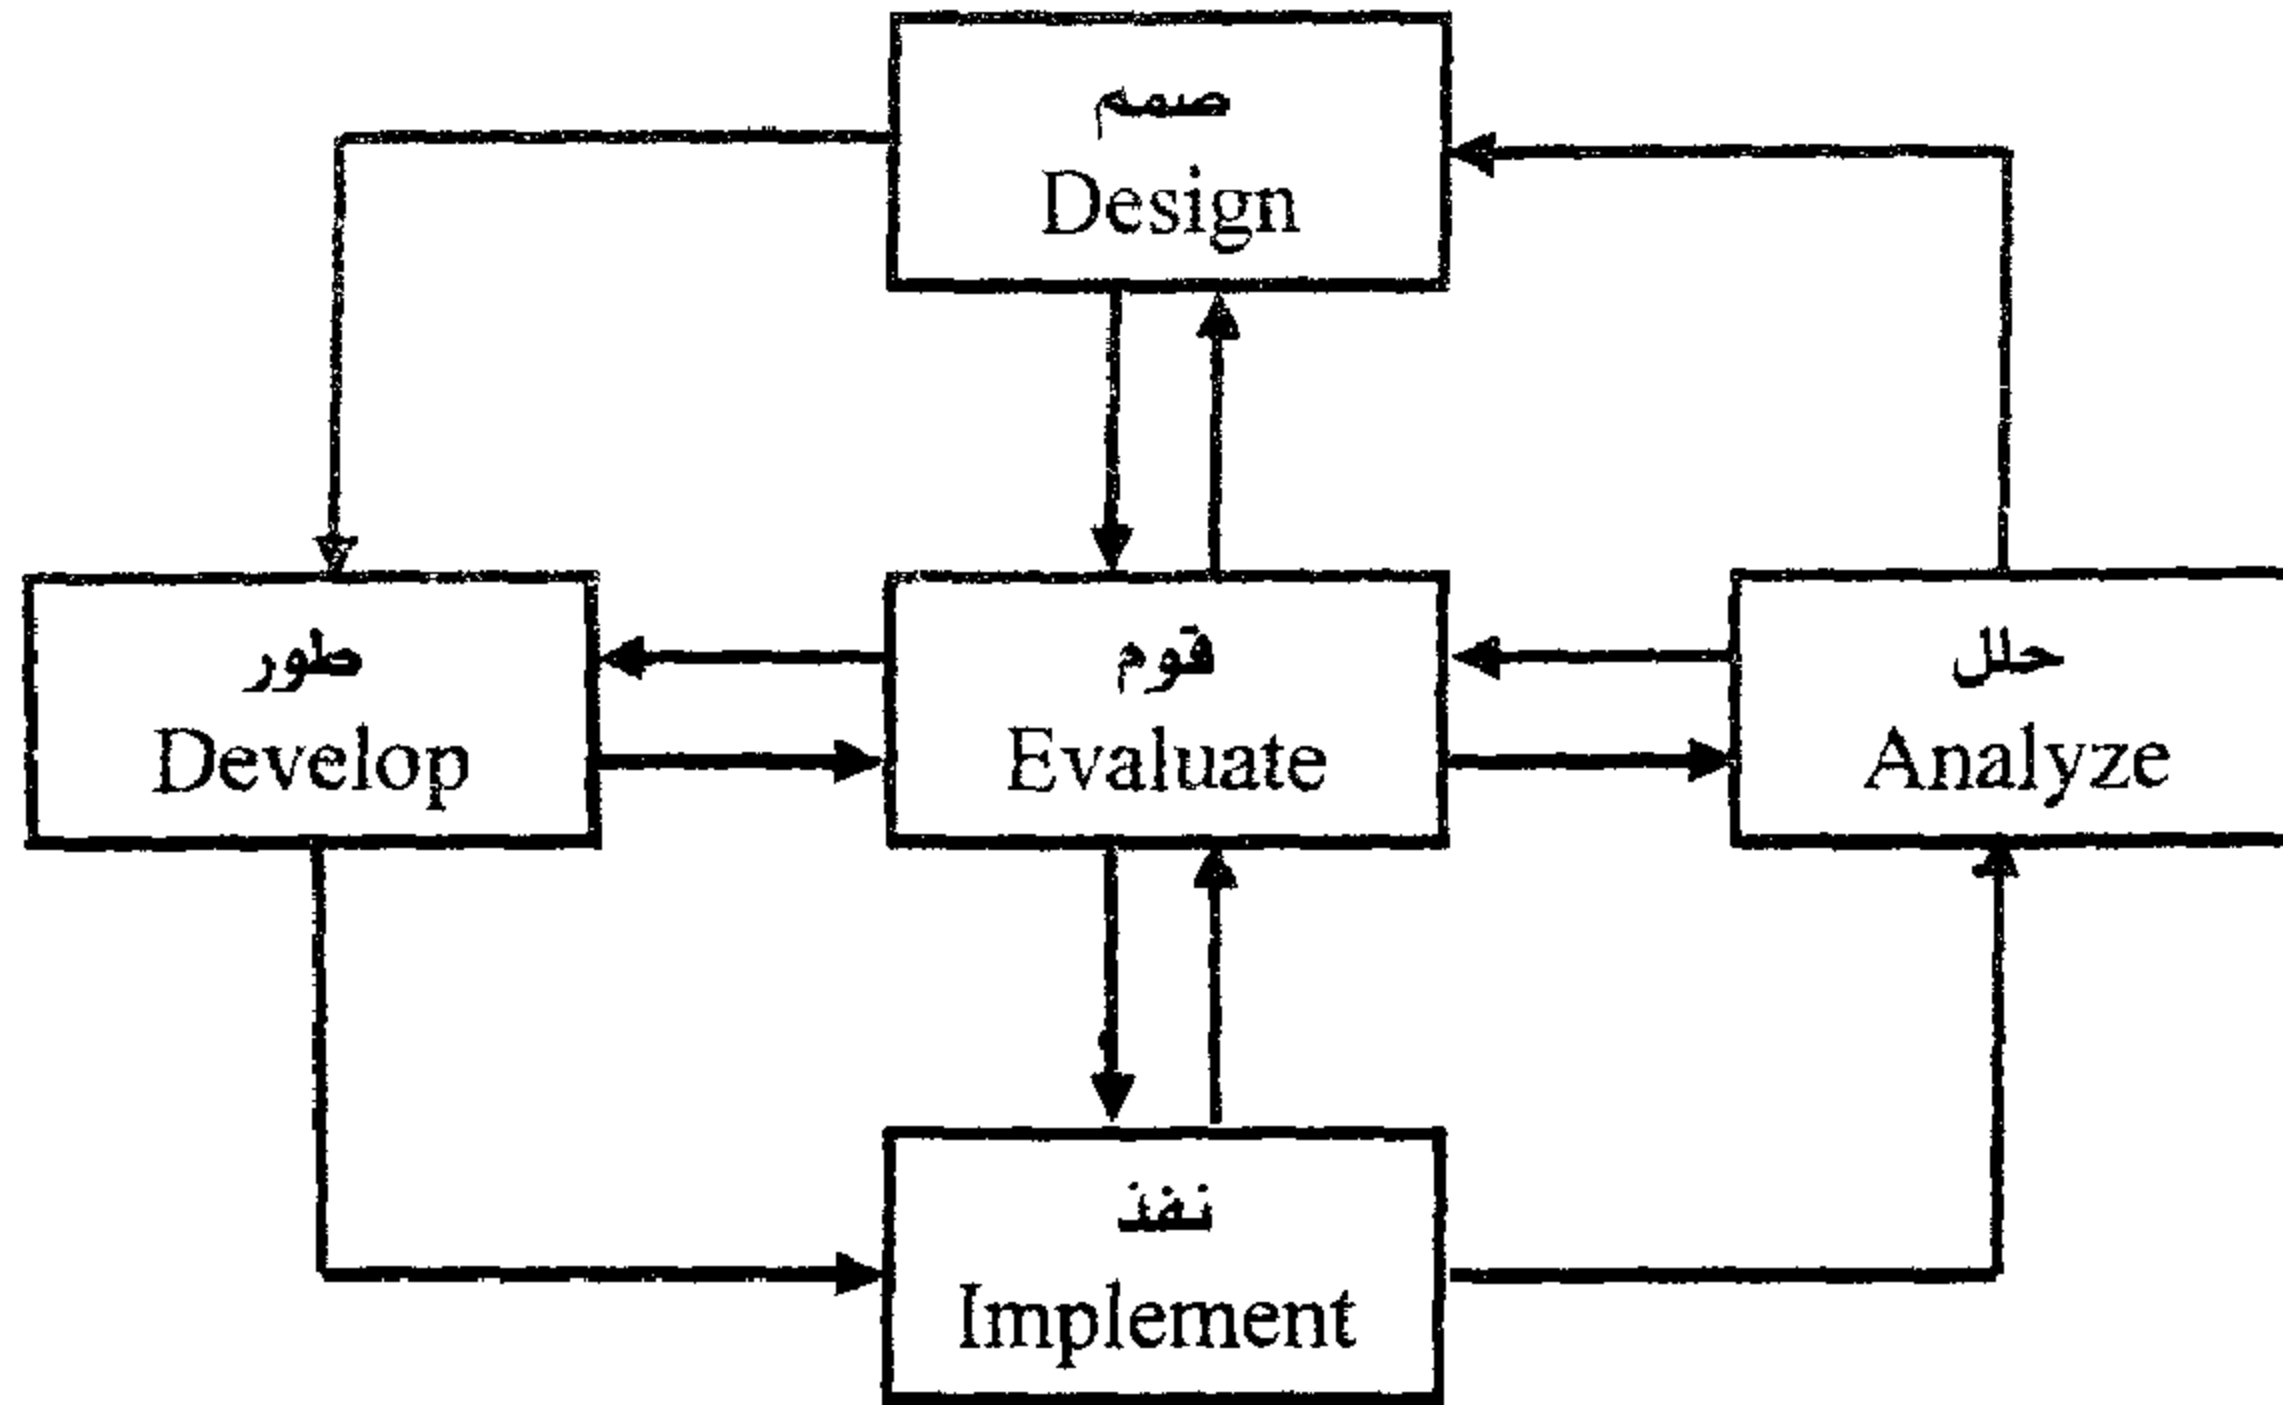 صمم
Design
طور
Develop
قوم
Evaluate
حلل
Analyze
نفذ
Implement